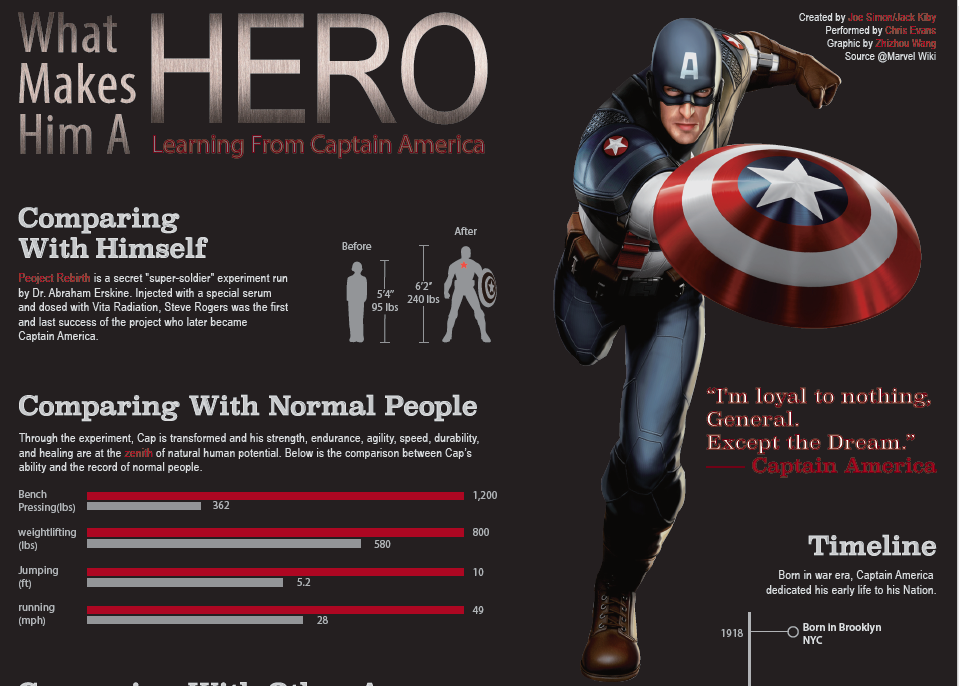 What
Makes
Him A
HERO
Learning From Captain America
Created by Joe Simon/Jack Kiby
Performed by Chris Evans
Graphic by Zhizhou Wang
Source @Marvel Wiki
A
Comparing
With Himself
Peoject Rebirth is a secret "super-soldier" experiment run
by Dr. Abraham Erskine. Injected with a special serum
and dosed with Vita Radiation, Steve Rogers was the first
and last success of the project who later became
Captain America.
Before
After
5'4"
95 lbs
6'2"
240 lbs
Comparing With Normal People
Through the experiment, Cap is transformed and his strength, endurance, agility, speed, durability,
and healing are at the zenith of natural human potential. Below is the comparison between Cap's
ability and the record of normal people.
Bench
Pressing(lbs)
1,200
362
weightlifting
(lbs)
800
580
Jumping
(ft)
10
5.2
running
(mph)
49
28
"I'm loyal to nothing,
General.
Except the Dream."
—— Captain America
Timeline
Born in war era, Captain America
dedicated his early life to his Nation.
1918
Born in Brooklyn
NYC